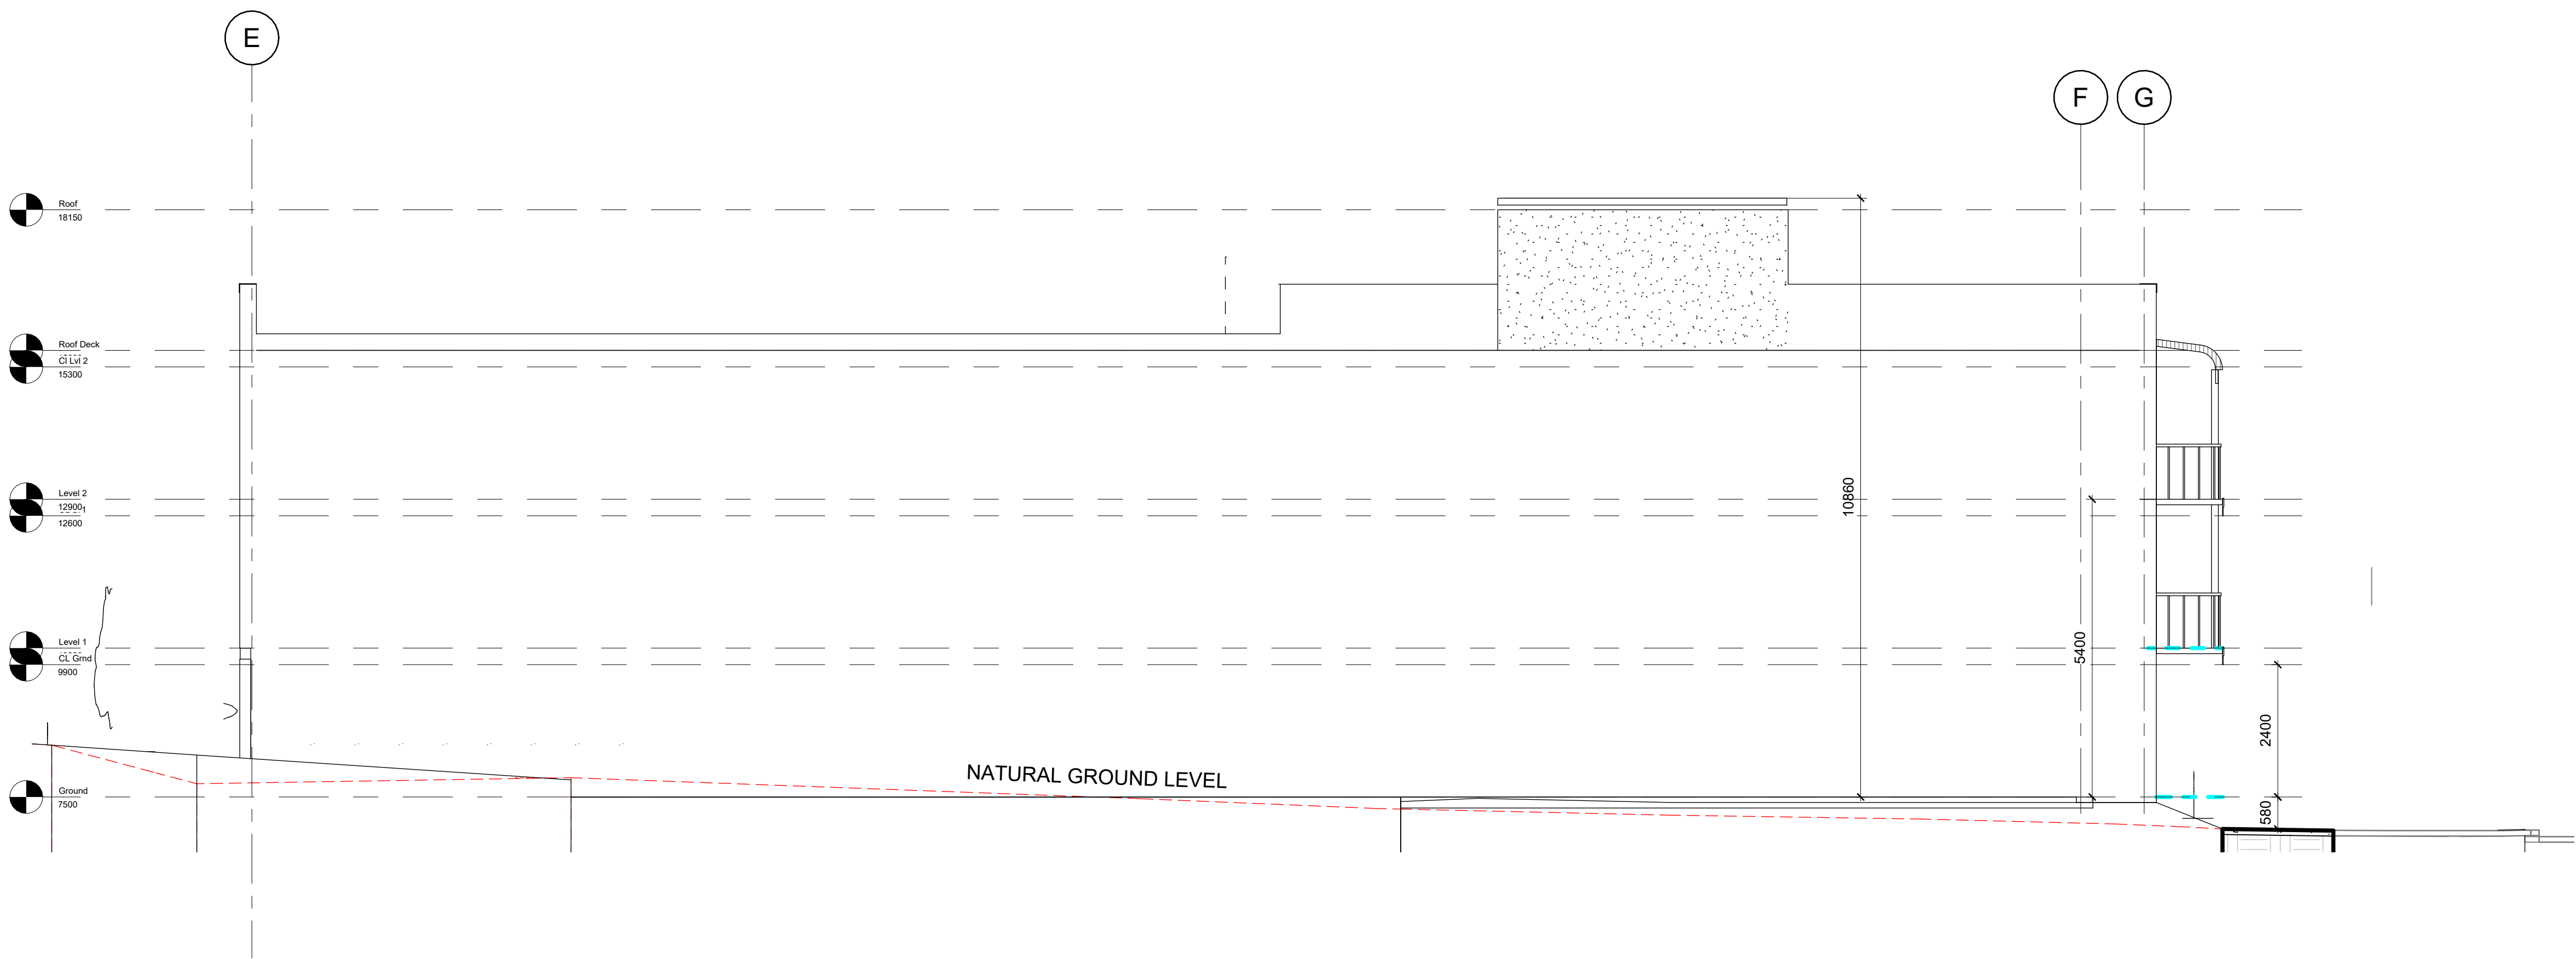 E
F
G
Roof
18150
Roof Deck
Cl Lvl 2
15300
Level 2
12900
1
12600
Level 1
CL Grnd
9900
Ground
7500
10860
5400
2400
580
NATURAL GROUND LEVEL